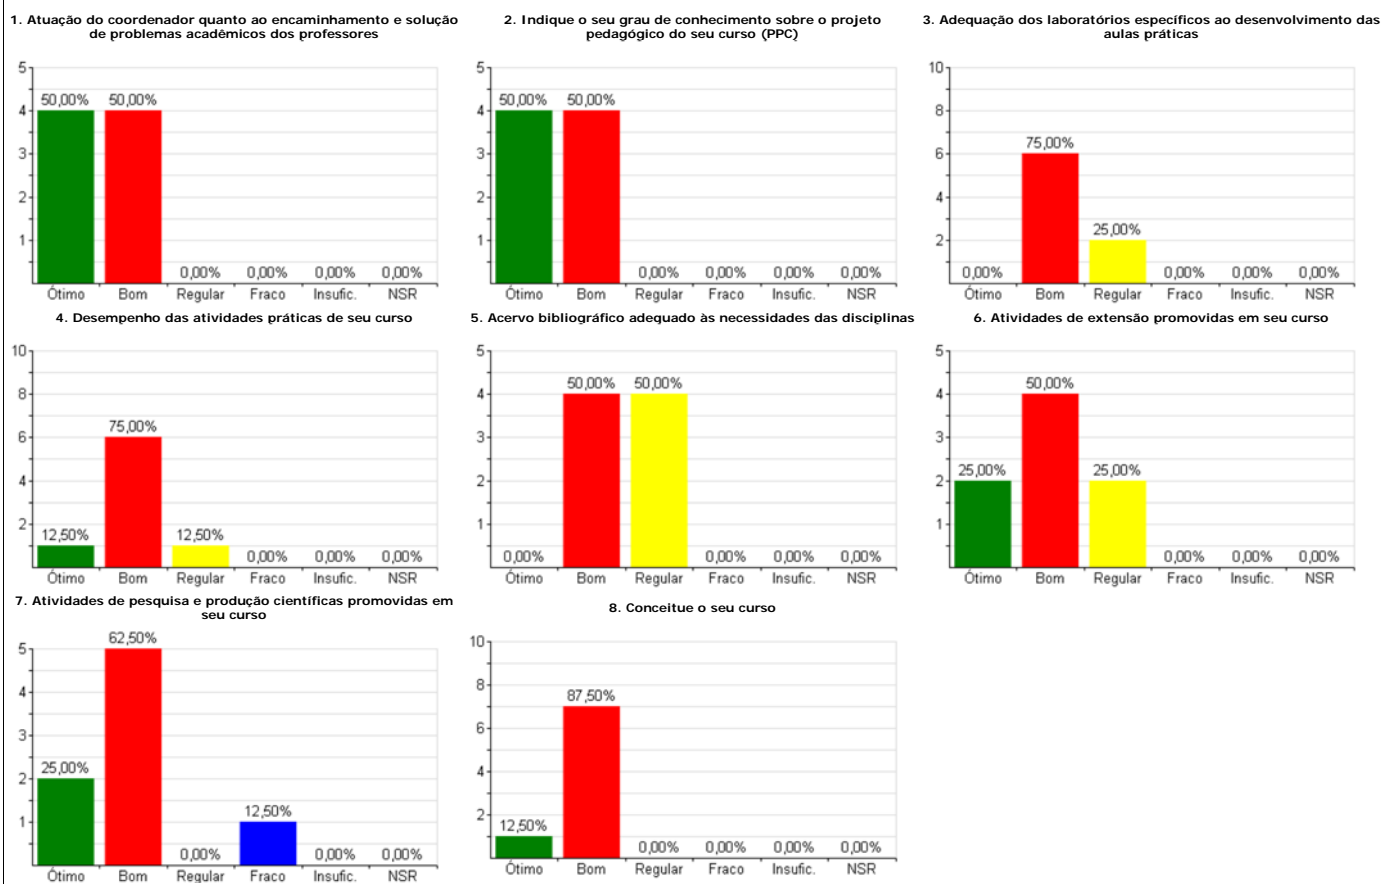 1. Atuação do coordenador quanto ao encaminhamento e solução
de problemas acadêmicos dos professores
5
4
3
2
1
50,00%
50,00%
0,00%
0,00%
0,00%
0,00%
Ótimo
Bom
Regular
Fraco
Insufic.
NSR
2. Indique o seu grau de conhecimento sobre o projeto
pedagógico do seu curso (PPC)
5
4
3
2
1
50,00%
50,00%
0,00%
0,00%
0,00%
0,00%
Ótimo
Bom
Regular
Fraco
Insufic.
NSR
3. Adequação dos laboratórios específicos ao desenvolvimento das
aulas práticas
10
8
6
4
2
0,00%
75,00%
25,00%
0,00%
0,00%
0,00%
Ótimo
Bom
Regular
Fraco
Insufic.
NSR
4. Desempenho das atividades práticas de seu curso
10
8
6
4
2
12,50%
75,00%
12,50%
0,00%
0,00%
0,00%
Ótimo
Bom
Regular
Fraco
Insufic.
NSR
5. Acervo bibliográfico adequado às necessidades das disciplinas
5
4
3
2
1
0,00%
50,00%
50,00%
0,00%
0,00%
0,00%
Ótimo
Bom
Regular
Fraco
Insufic.
NSR
6. Atividades de extensão promovidas em seu curso
5
4
3
2
1
25,00%
50,00%
25,00%
0,00%
0,00%
0,00%
Ótimo
Bom
Regular
Fraco
Insufic.
NSR
7. Atividades de pesquisa e produção científicas promovidas em
seu curso
5
4
3
2
1
25,00%
62,50%
0,00%
12,50%
0,00%
0,00%
Ótimo
Bom
Regular
Fraco
Insufic.
NSR
8. Conceitue o seu curso
10
8
6
4
2
12,50%
87,50%
0,00%
0,00%
0,00%
0,00%
Ótimo
Bom
Regular
Fraco
Insufic.
NSR